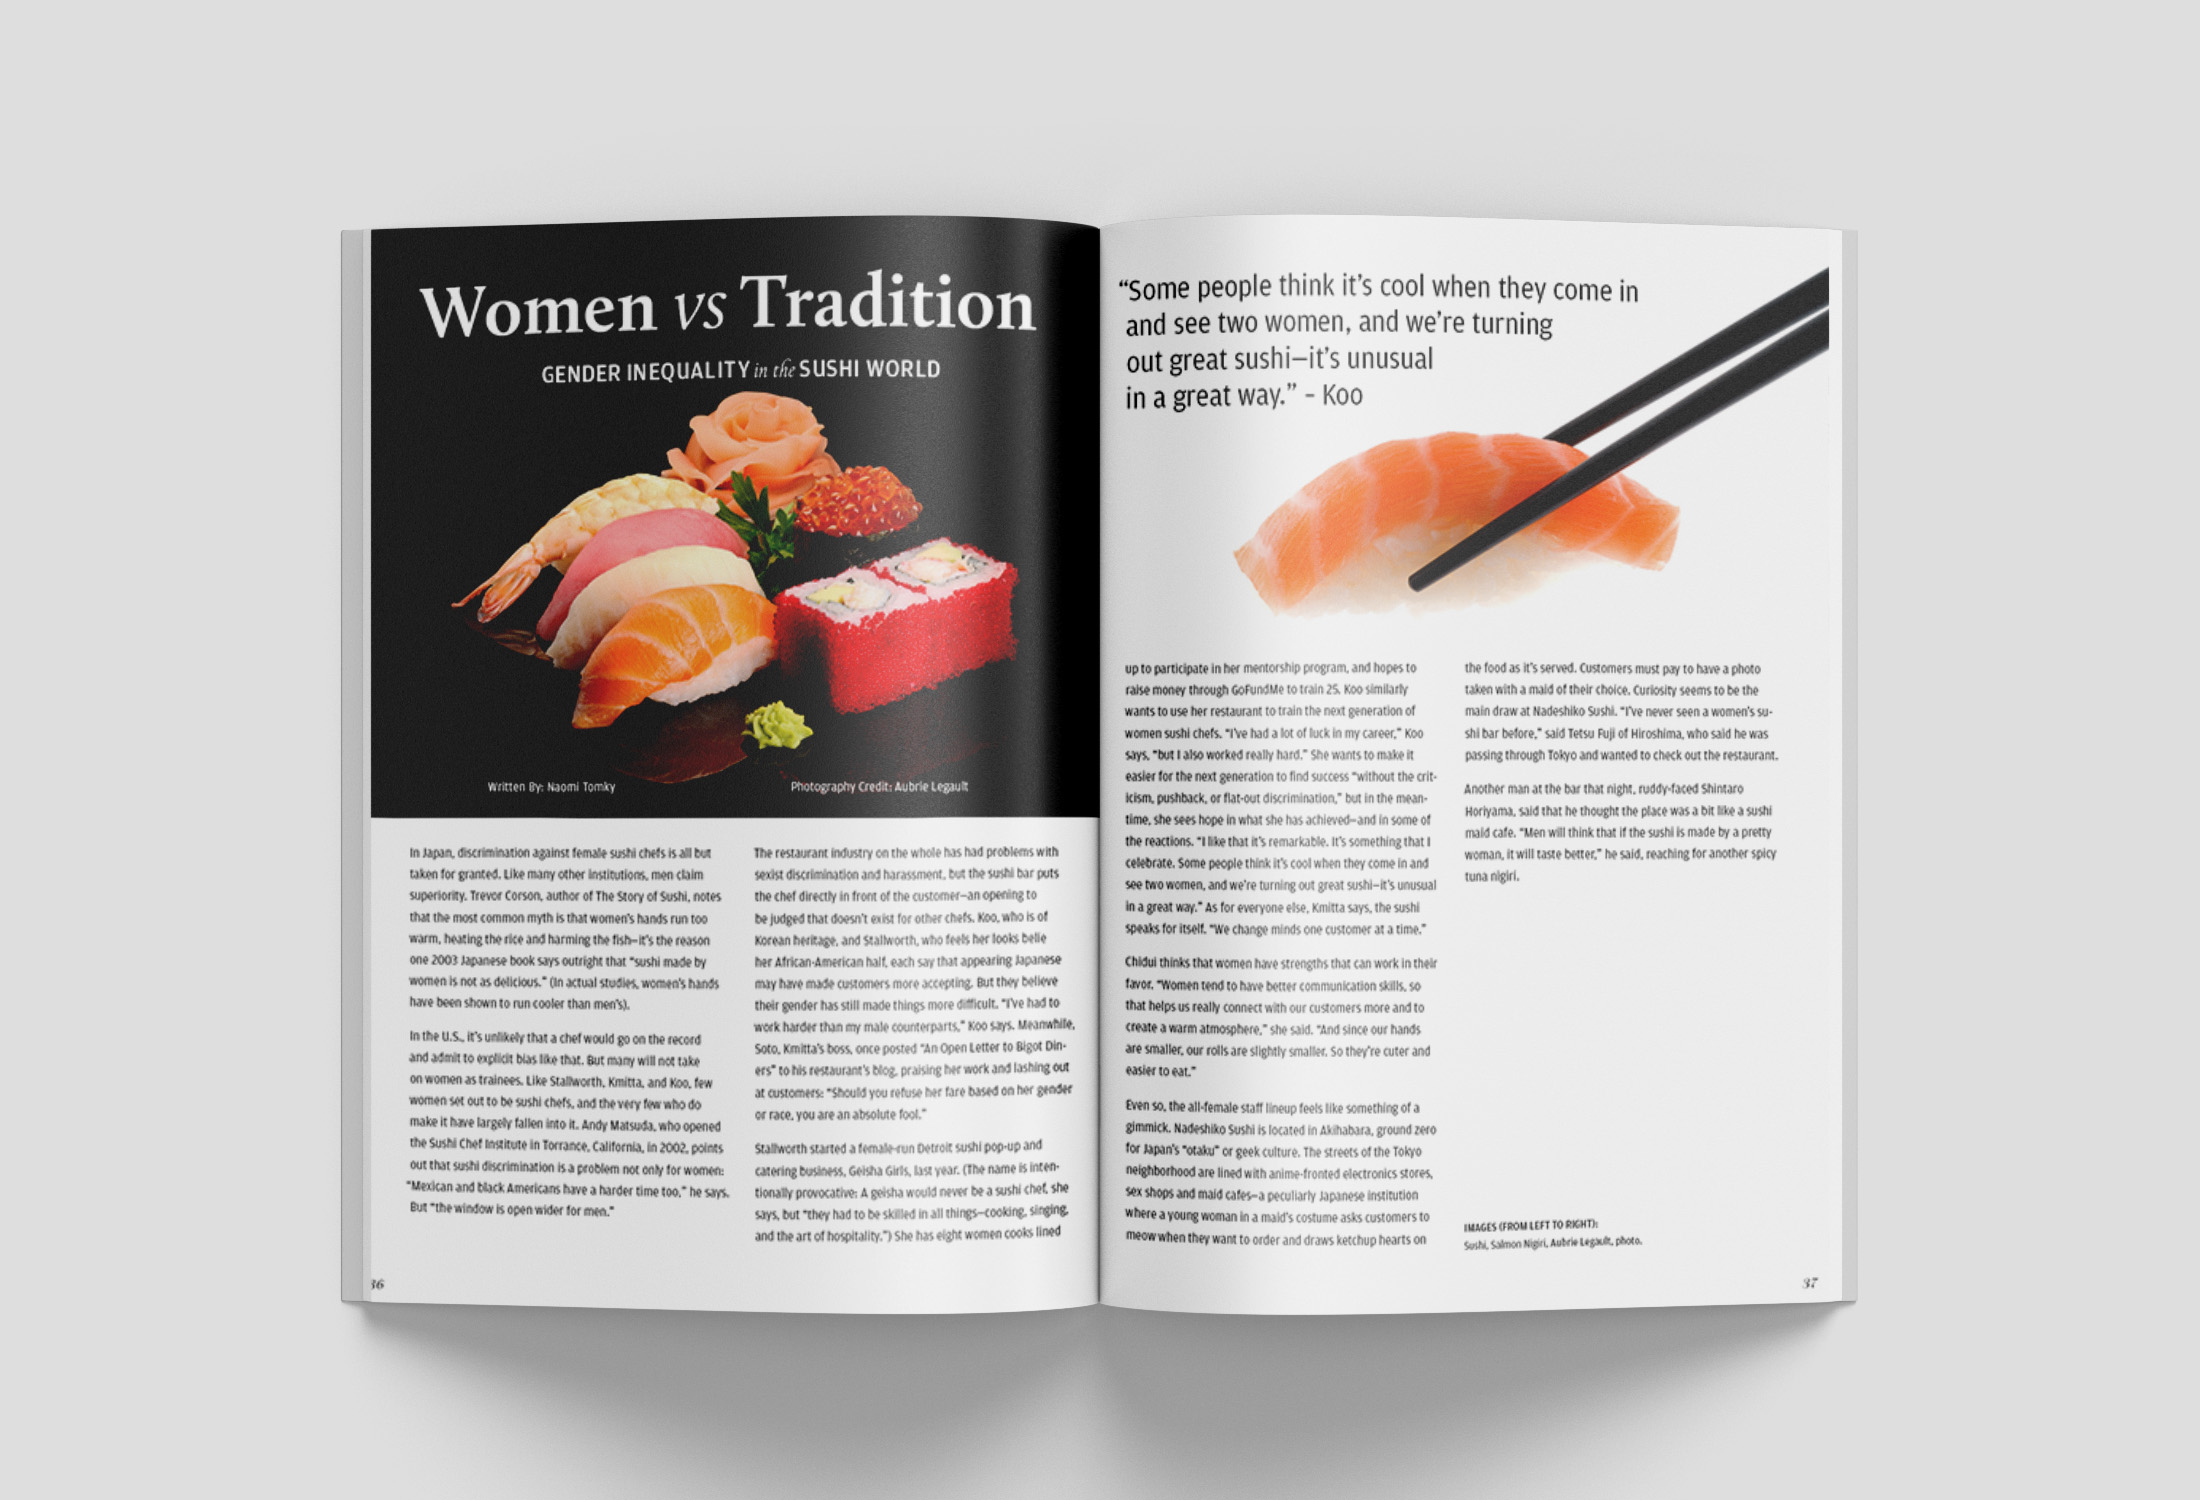 Women vs Tradition
GENDER INEQUALITY in the SUSHI WORLD
Written By: Naomi Tomky
Photography Credit: Aubrie Legault
In Japan, discrimination against female sushi chefs is all but
taken for granted. Like many other institutions, men claim
superiority. Trevor Corson, author of The Story of Sushi, notes
that the most common myth is that women's hands run too
warm, heating the rice and harming the fish—it's the reason
one 2003 Japanese book says outright that "sushi made by
women is not as delicious." (In actual studies, women's hands
have been shown to run cooler than men's).
In the U.S., it's unlikely that a chef would go on the record
and admit to explicit bias like that. But many will not take
on women as trainees. Like Stallworth, Kmitta, and Koo, few
women set out to be sushi chefs, and the very few who do
make it have largely fallen into it. Andy Matsuda, who opened
the Sushi Chef Institute in Torrance, California, in 2002, points
out that sushi discrimination is a problem not only for women:
"Mexican and black Americans have a harder time too," he says.
But "the window is open wider for men."
The restaurant industry on the whole has had problems with
sexist discrimination and harassment, but the sushi bar puts
the chef directly in front of the customer—an opening to
be judged that doesn't exist for other chefs. Koo, who is of
Korean heritage, and Stallworth, who feels her looks belie
her African-American half, each say that appearing Japanese
may have made customers more accepting. But they believe
their gender has still made things more difficult. "I've had to
work harder than my male counterparts," Koo says. Meanwhile,
Soto, Kmitta's boss, once posted "An Open Letter to Bigot Din-
ers" to his restaurant's blog, praising her work and lashing out
at customers: "Should you refuse her fare based on her gender
or race, you are an absolute fool."
Stallworth started a female-run Detroit sushi pop-up and
catering business, Geisha Girls, last year. (The name is inten-
tionally provocative: A geisha would never be a sushi chef, she
says, but "they had to be skilled in all things—cooking, singing,
and the art of hospitality.") She has eight women cooks lined
36
"Some people think it's cool when they come in
and see two women, and we're turning
out great sushi—it's unusual
in a great way." – Koo
up to participate in her mentorship program, and hopes to
raise money through GoFundMe to train 25. Koo similarly
wants to use her restaurant to train the next generation of
women sushi chefs. "I've had a lot of luck in my career," Koo
says, "but I also worked really hard." She wants to make it
easier for the next generation to find success "without the crit-
icism, pushback, or flat-out discrimination," but in the mean-
time, she sees hope in what she has achieved—and in some of
the reactions. "I like that it's remarkable. It's something that I
celebrate. Some people think it's cool when they come in and
see two women, and we're turning out great sushi—it's unusual
in a great way." As for everyone else, Kmitta says, the sushi
speaks for itself. "We change minds one customer at a time."
Chidui thinks that women have strengths that can work in their
favor. "Women tend to have better communication skills, so
that helps us really connect with our customers more and to
create a warm atmosphere," she said. "And since our hands
are smaller, our rolls are slightly smaller. So they're cuter and
easier to eat."
Even so, the all-female staff lineup feels like something of a
gimmick. Nadeshiko Sushi is located in Akihabara, ground zero
for Japan's "otaku" or geek culture. The streets of the Tokyo
neighborhood are lined with anime-fronted electronics stores,
sex shops and maid cafes—a peculiarly Japanese institution
where a young woman in a maid's costume asks customers to
meow when they want to order and draws ketchup hearts on
the food as it's served. Customers must pay to have a photo
taken with a maid of their choice. Curiosity seems to be the
main draw at Nadeshiko Sushi. "I've never seen a women's su-
shi bar before," said Tetsu Fuji of Hiroshima, who said he was
passing through Tokyo and wanted to check out the restaurant.
Another man at the bar that night, ruddy-faced Shintaro
Horiyama, said that he thought the place was a bit like a sushi
maid cafe. "Men will think that if the sushi is made by a pretty
woman, it will taste better," he said, reaching for another spicy
tuna nigiri.
IMAGES (FROM LEFT TO RIGHT):
Sushi, Salmon Nigiri, Aubrie Legault, photo.
37